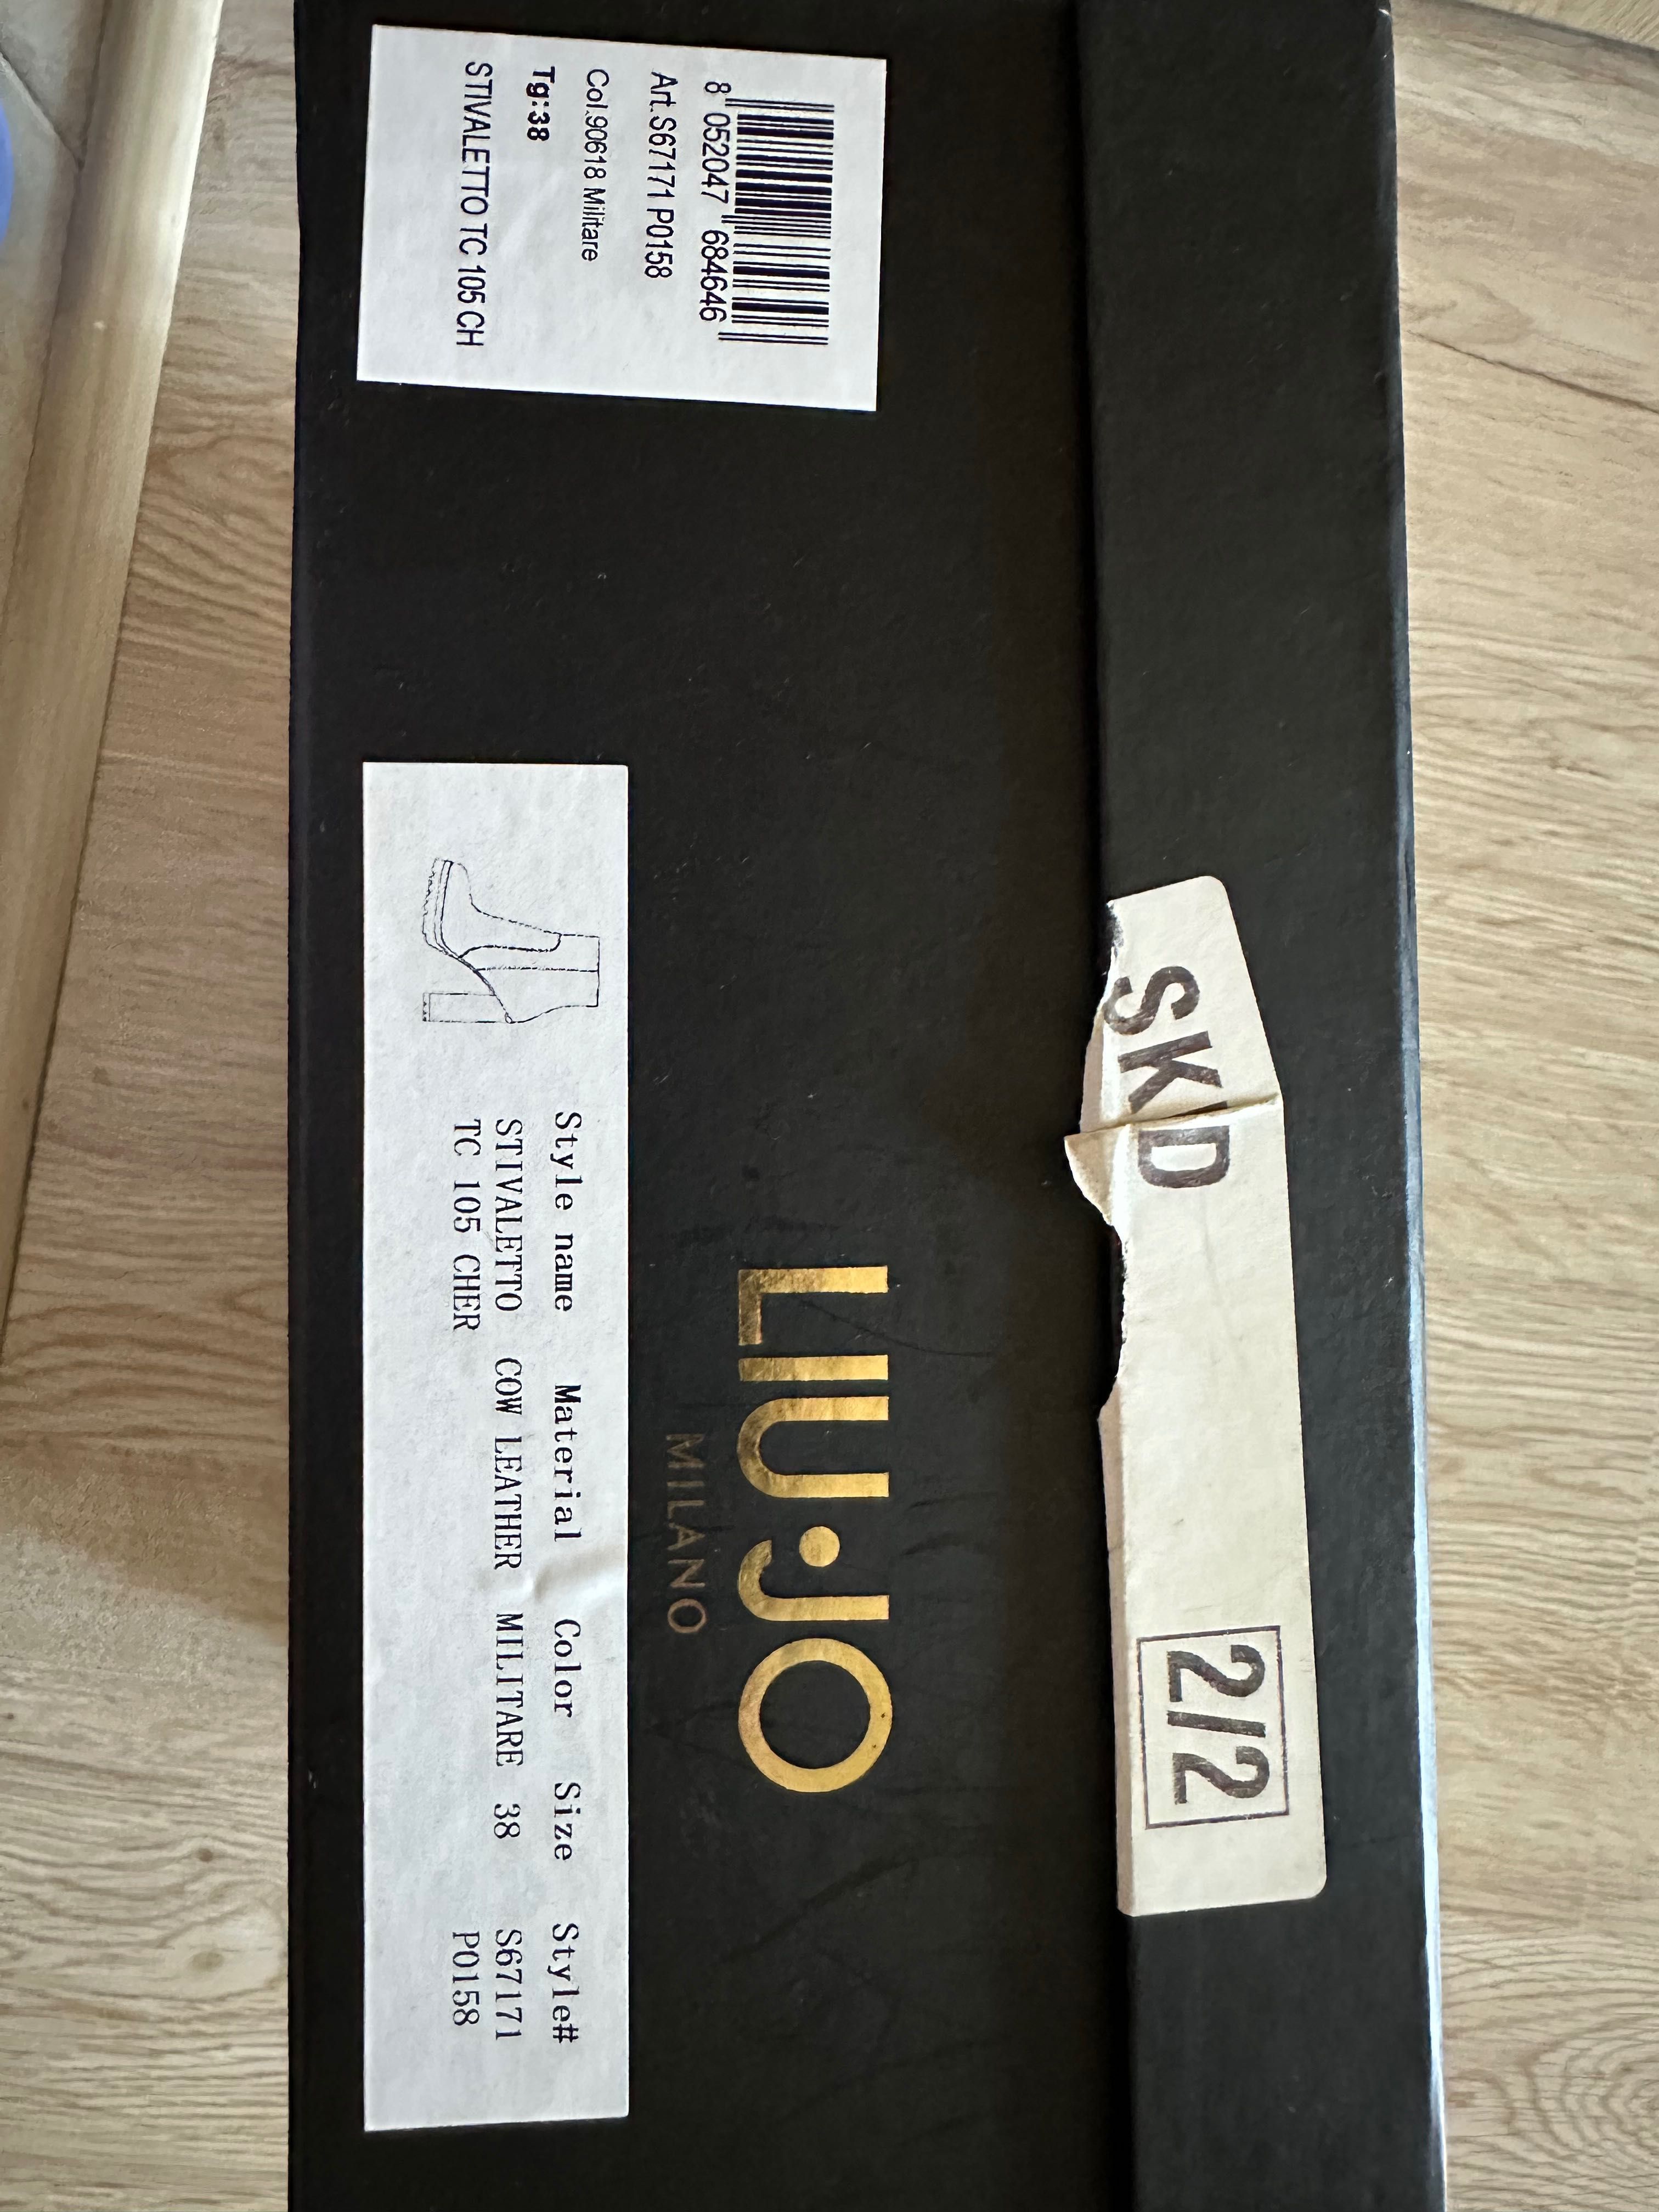 SKD
2/2
LIU·JO
MILANO
8 052047 684646
Art.S67171 P0158
Col.90618 Militare
Tg:38
STIVALETTO TC 105 CH
Style name Material Color Size Style#
STIVALETTO COW LEATHER MILITARE 38 S67171
TC 105 CHER P0158